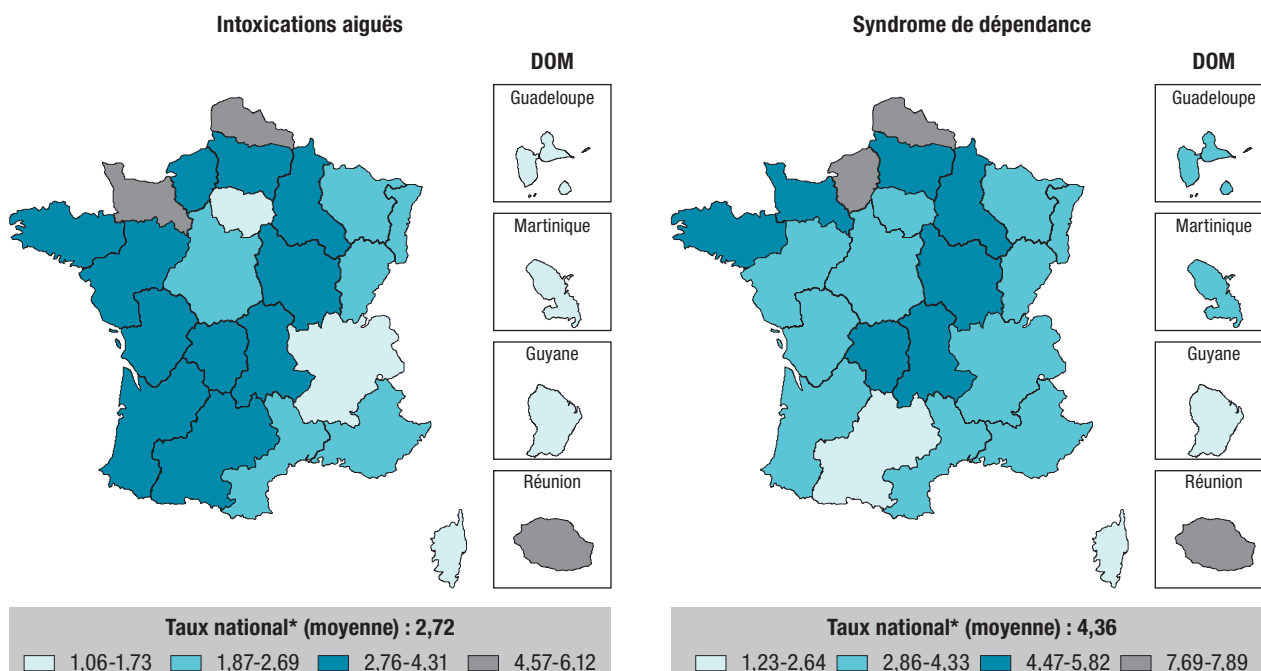 Intoxications aiguës
DOM
Guadeloupe
Martinique
Guyane
Réunion
Taux national* (moyenne) : 2,72
1,06-1,73 1,87-2,69 2,76-4,31 4,57-6,12
Syndrome de dépendance
DOM
Guadeloupe
Martinique
Guyane
Réunion
Taux national* (moyenne) : 4,36
1,23-2,64 2,86-4,33 4,47-5,82 7,69-7,89